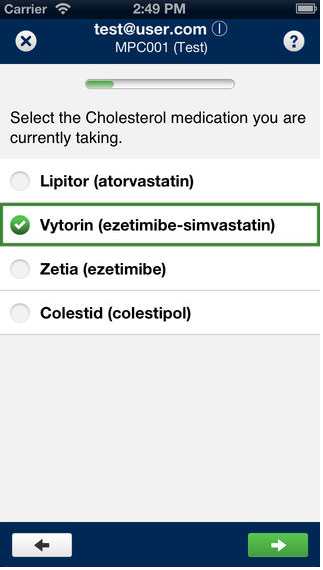 Carrier 2:49 PM
test@user.com
MPC001 (Test)
?
Select the Cholesterol medication you are
currently taking.
Lipitor (atorvastatin)
Vytorin (ezetimibe-simvastatin)
Zetia (ezetimibe)
Colestid (colestipol)